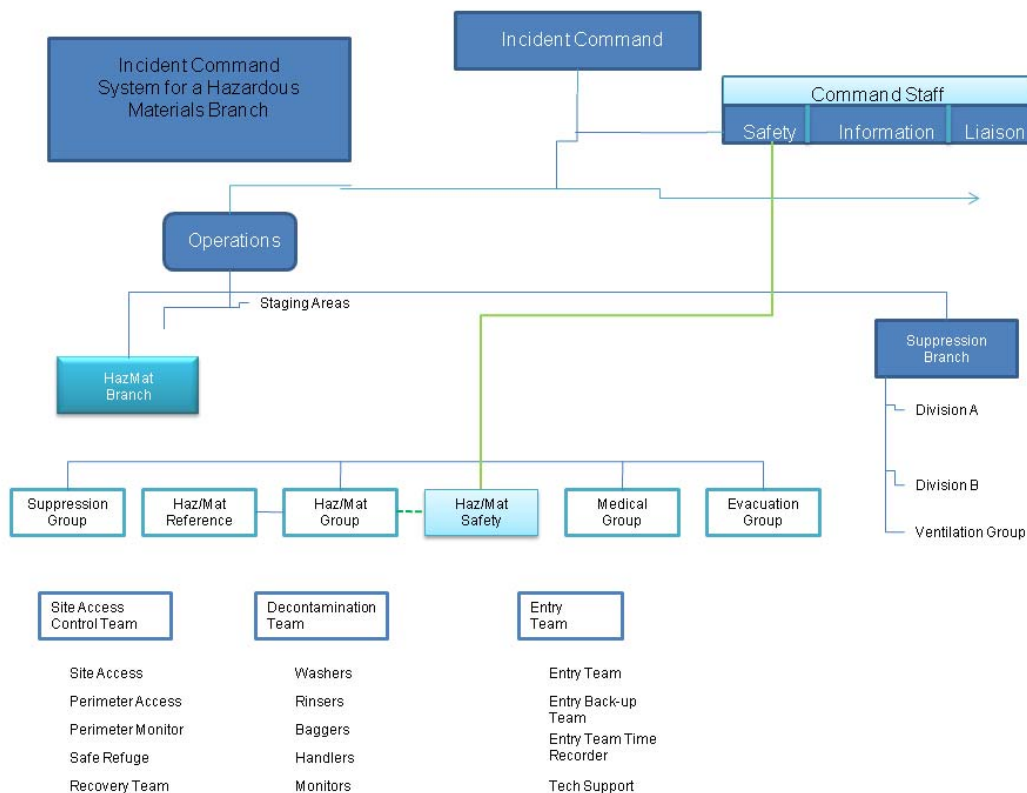 Incident Command
Incident Command
System for a Hazardous
Materials Branch
Command Staff
Safety
Information
Liaison
Operations
Staging Areas
Suppression
Branch
HazMat
Branch
Division A
Division B
Ventilation Group
Suppression
Group
Haz/Mat
Reference
Haz/Mat
Group
Haz/Mat
Safety
Medical
Group
Evacuation
Group
Site Access
Control Team
Site Access
Perimeter Access
Perimeter Monitor
Safe Refuge
Recovery Team
Decontamination
Team
Washers
Rinsers
Baggers
Handlers
Monitors
Entry
Team
Entry Team
Entry Back-up
Team
Entry Team Time
Recorder
Tech Support